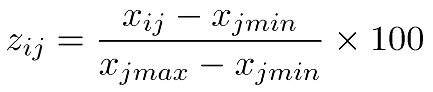 z_{ij} = \frac{x_{ij} - x_{jmin}}{x_{jmax} - x_{jmin}} \times 100